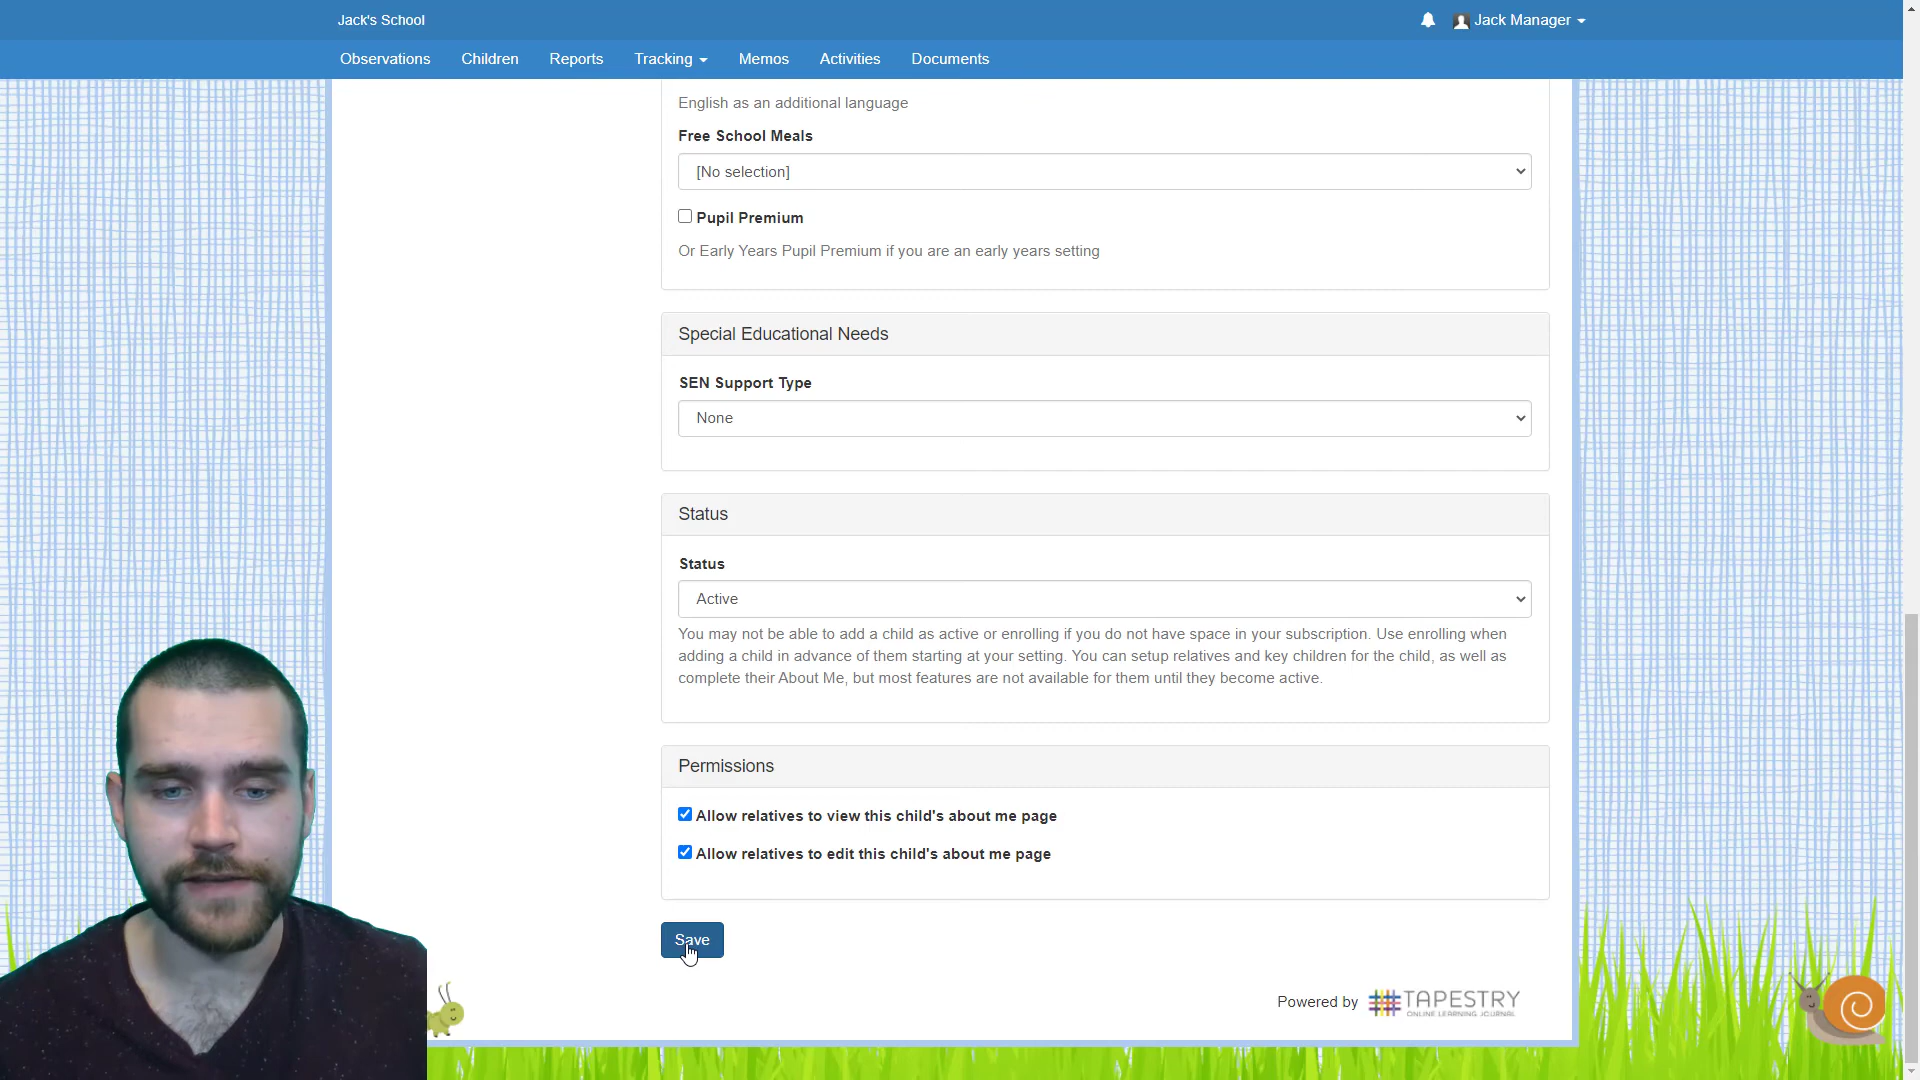 Jack's School
Jack Manager
Observations Children Reports Tracking Memos Activities Documents
English as an additional language
Free School Meals
[No selection]
Pupil Premium
Or Early Years Pupil Premium if you are an early years setting
Special Educational Needs
SEN Support Type
None
Status
Status
Active
You may not be able to add a child as active or enrolling if you do not have space in your subscription. Use enrolling when
adding a child in advance of them starting at your setting. You can setup relatives and key children for the child, as well as
complete their About Me, but most features are not available for them until they become active.
Permissions
Allow relatives to view this child's about me page
Allow relatives to edit this child's about me page
Save
Powered by TAPESTRY
ONLINE LEARNING JOURNAL